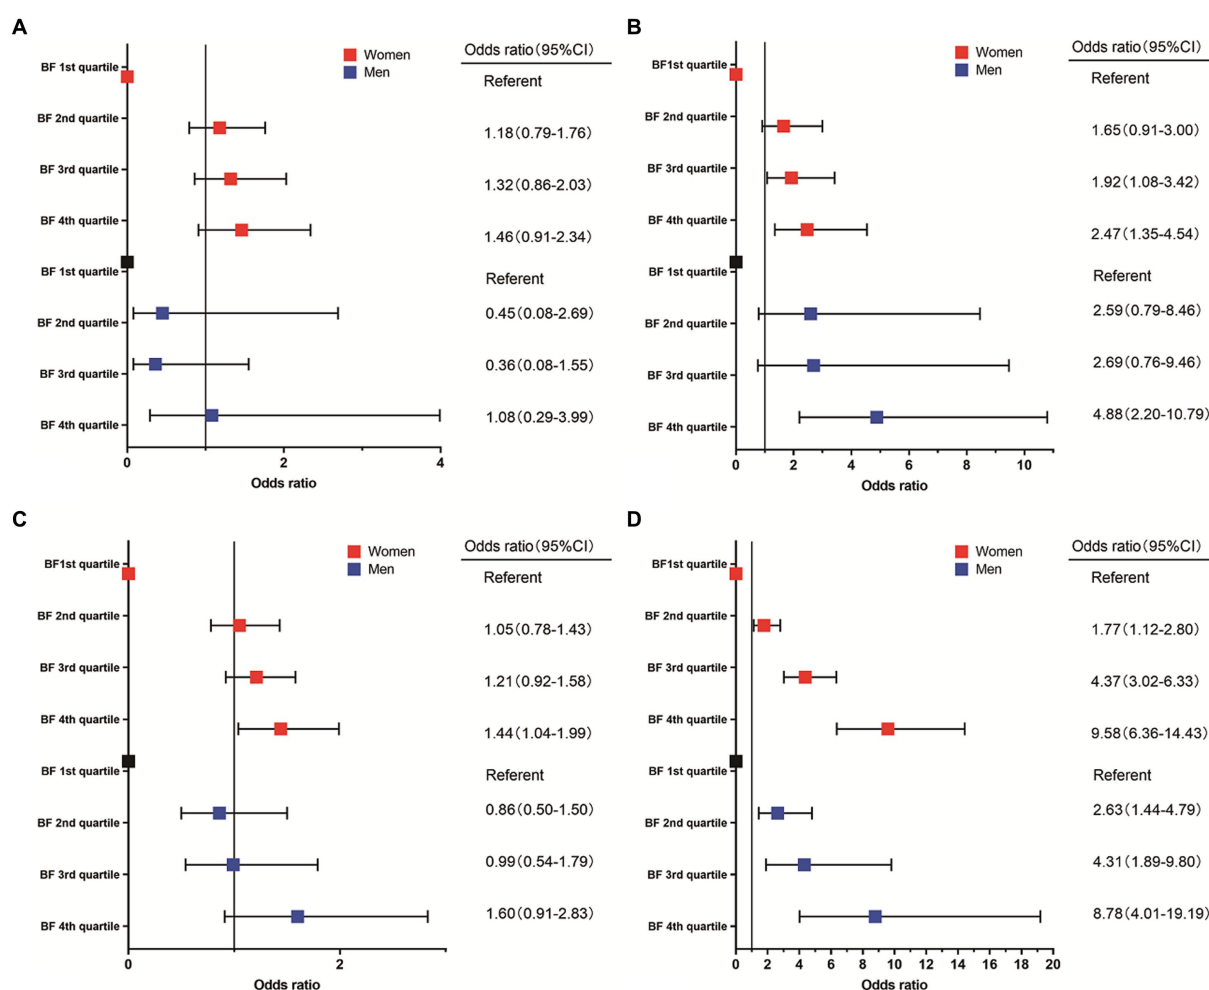 A
Women
Men
Odds ratio(95%CI)
BF 1st quartile
Referent
BF 2nd quartile
1.18(0.79-1.76)
BF 3rd quartile
1.32(0.86-2.03)
BF 4th quartile
1.46(0.91-2.34)
BF 1st quartile
Referent
BF 2nd quartile
0.45(0.08-2.69)
BF 3rd quartile
0.36(0.08-1.55)
BF 4th quartile
1.08(0.29-3.99)
0 2 4
Odds ratio
B
Women
Men
Odds ratio(95%CI)
BF1st quartile
Referent
BF 2nd quartile
1.65(0.91-3.00)
BF 3rd quartile
1.92(1.08-3.42)
BF 4th quartile
2.47(1.35-4.54)
BF 1st quartile
Referent
BF 2nd quartile
2.59(0.79-8.46)
BF 3rd quartile
2.69(0.76-9.46)
BF 4th quartile
4.88(2.20-10.79)
0 2 4 6 8 10
Odds ratio
C
Women
Men
Odds ratio(95%CI)
BF1st quartile
Referent
BF 2nd quartile
1.05(0.78-1.43)
BF 3rd quartile
1.21(0.92-1.58)
BF 4th quartile
1.44(1.04-1.99)
BF 1st quartile
Referent
BF 2nd quartile
0.86(0.50-1.50)
BF 3rd quartile
0.99(0.54-1.79)
BF 4th quartile
1.60(0.91-2.83)
0 2
Odds ratio
D
Women
Men
Odds ratio(95%CI)
BF1st quartile
Referent
BF 2nd quartile
1.77(1.12-2.80)
BF 3rd quartile
4.37(3.02-6.33)
BF 4th quartile
9.58(6.36-14.43)
BF 1st quartile
Referent
BF 2nd quartile
2.63(1.44-4.79)
BF 3rd quartile
4.31(1.89-9.80)
BF 4th quartile
8.78(4.01-19.19)
0 2 4 6 8 10 12 14 16 18 20
Odds ratio